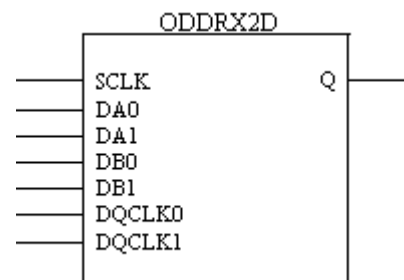 ODDRX2D
SCLK Q
DA0
DA1
DB0
DB1
DQCLK0
DQCLK1